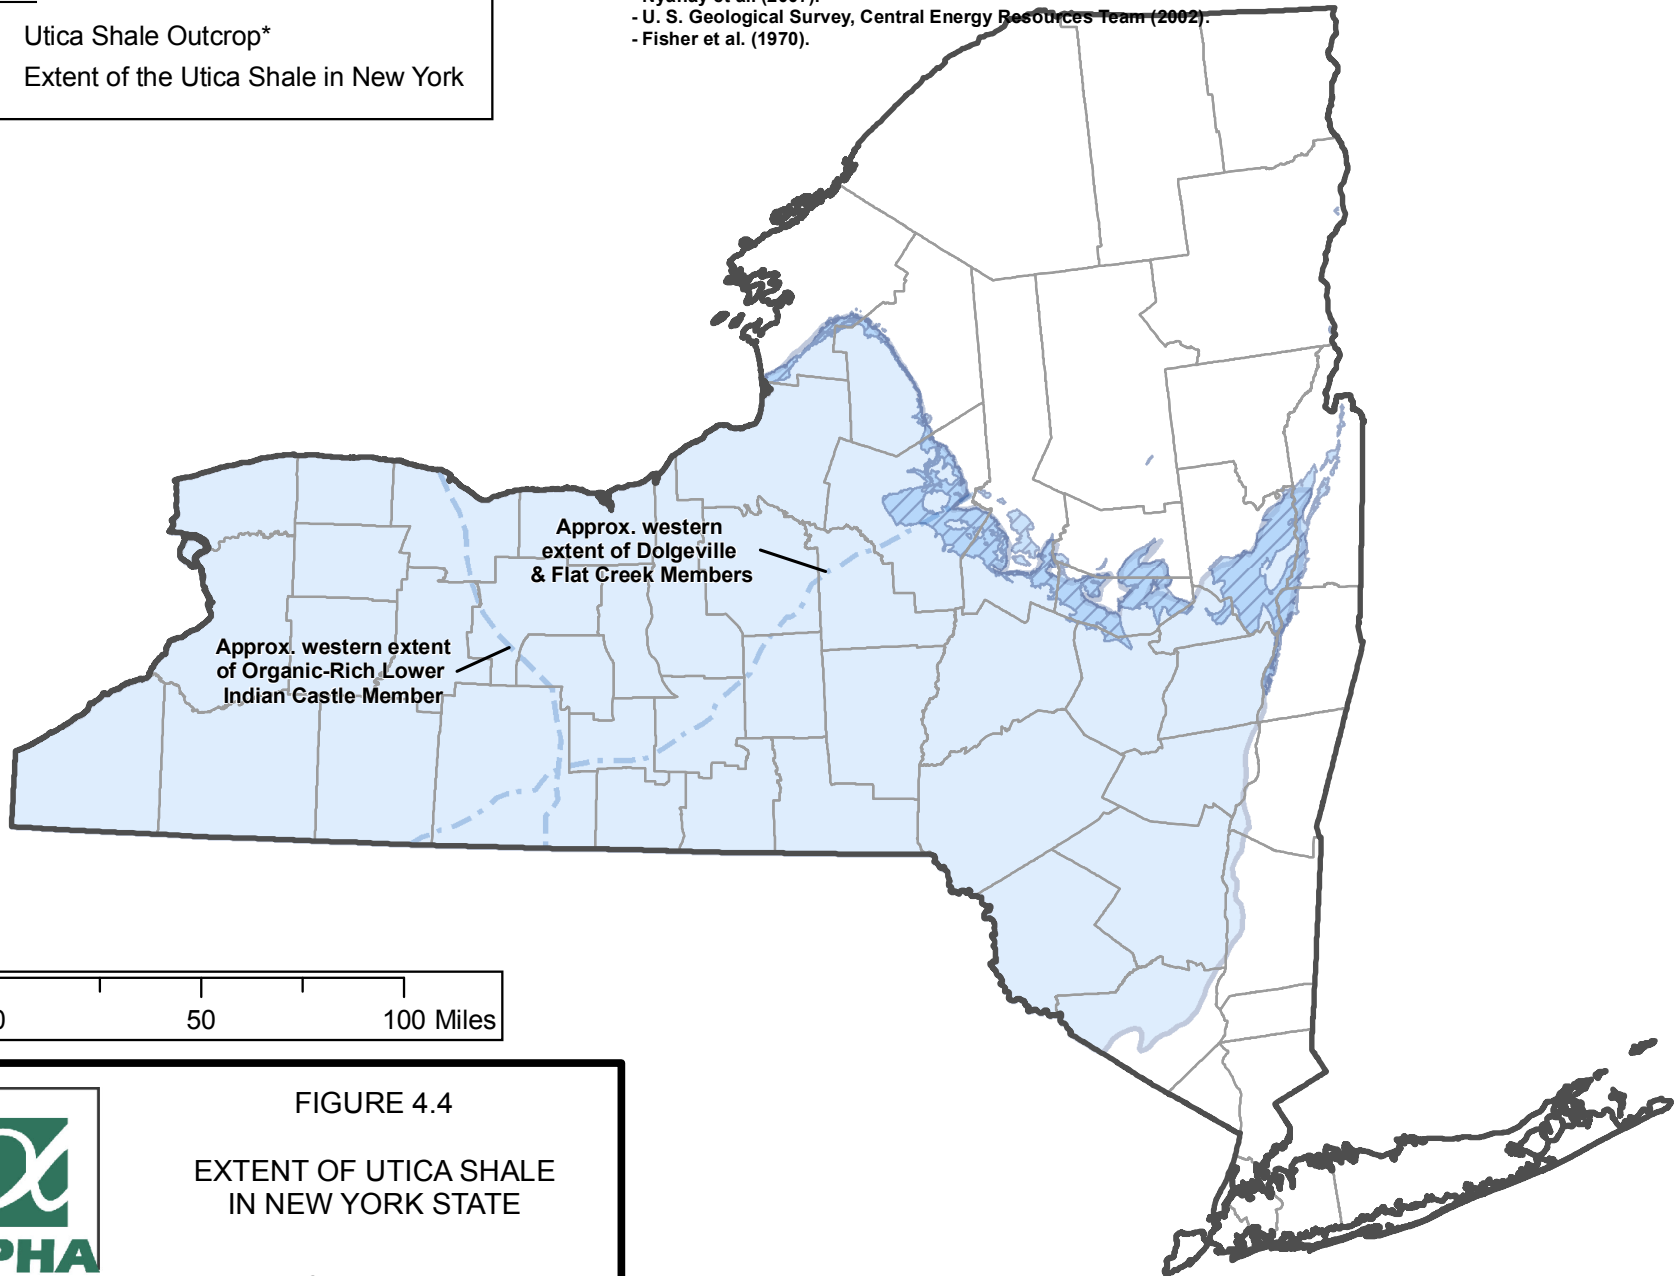 Utica Shale Outcrop*
Extent of the Utica Shale in New York
- U. S. Geological Survey, Central Energy Resources Team (2002).
- Fisher et al. (1970).
Approx. western
extent of Dolgeville
& Flat Creek Members
Approx. western extent
of Organic-Rich Lower
Indian Castle Member
0 50 100 Miles
FIGURE 4.4
EXTENT OF UTICA SHALE
IN NEW YORK STATE
PHA